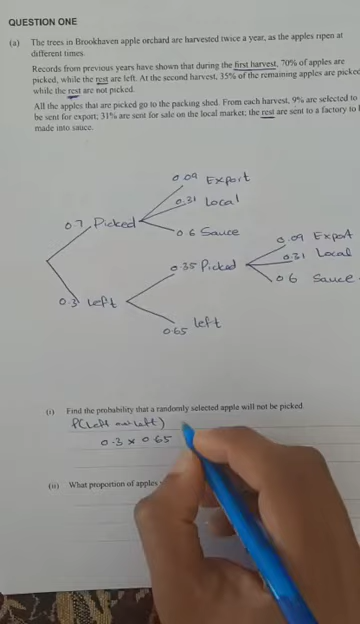 QUESTION ONE
(a) The trees in Brookhaven apple orchard are harvested twice a year, as the apples ripen at
different times.
Records from previous years have shown that during the first harvest, 70% of apples are
picked, while the rest are left. At the second harvest, 35% of the remaining apples are picked
while the rest are not picked.
All the apples that are picked go to the packing shed. From each harvest, 9% are selected to
be sent for export; 31% are sent for sale on the local market; the rest are sent to a factory to
made into sauce.
0.09 Export
0.31 Local
0.7 Picked
0.6 Sauce
0.09 Export
0.35 Picked
0.31 Local
0.6 Sauce
0.3 left
0.65 left
(i) Find the probability that a randomly selected apple will not be picked
P(Left and left)
0.3 × 0.65
(ii) What proportion of apples